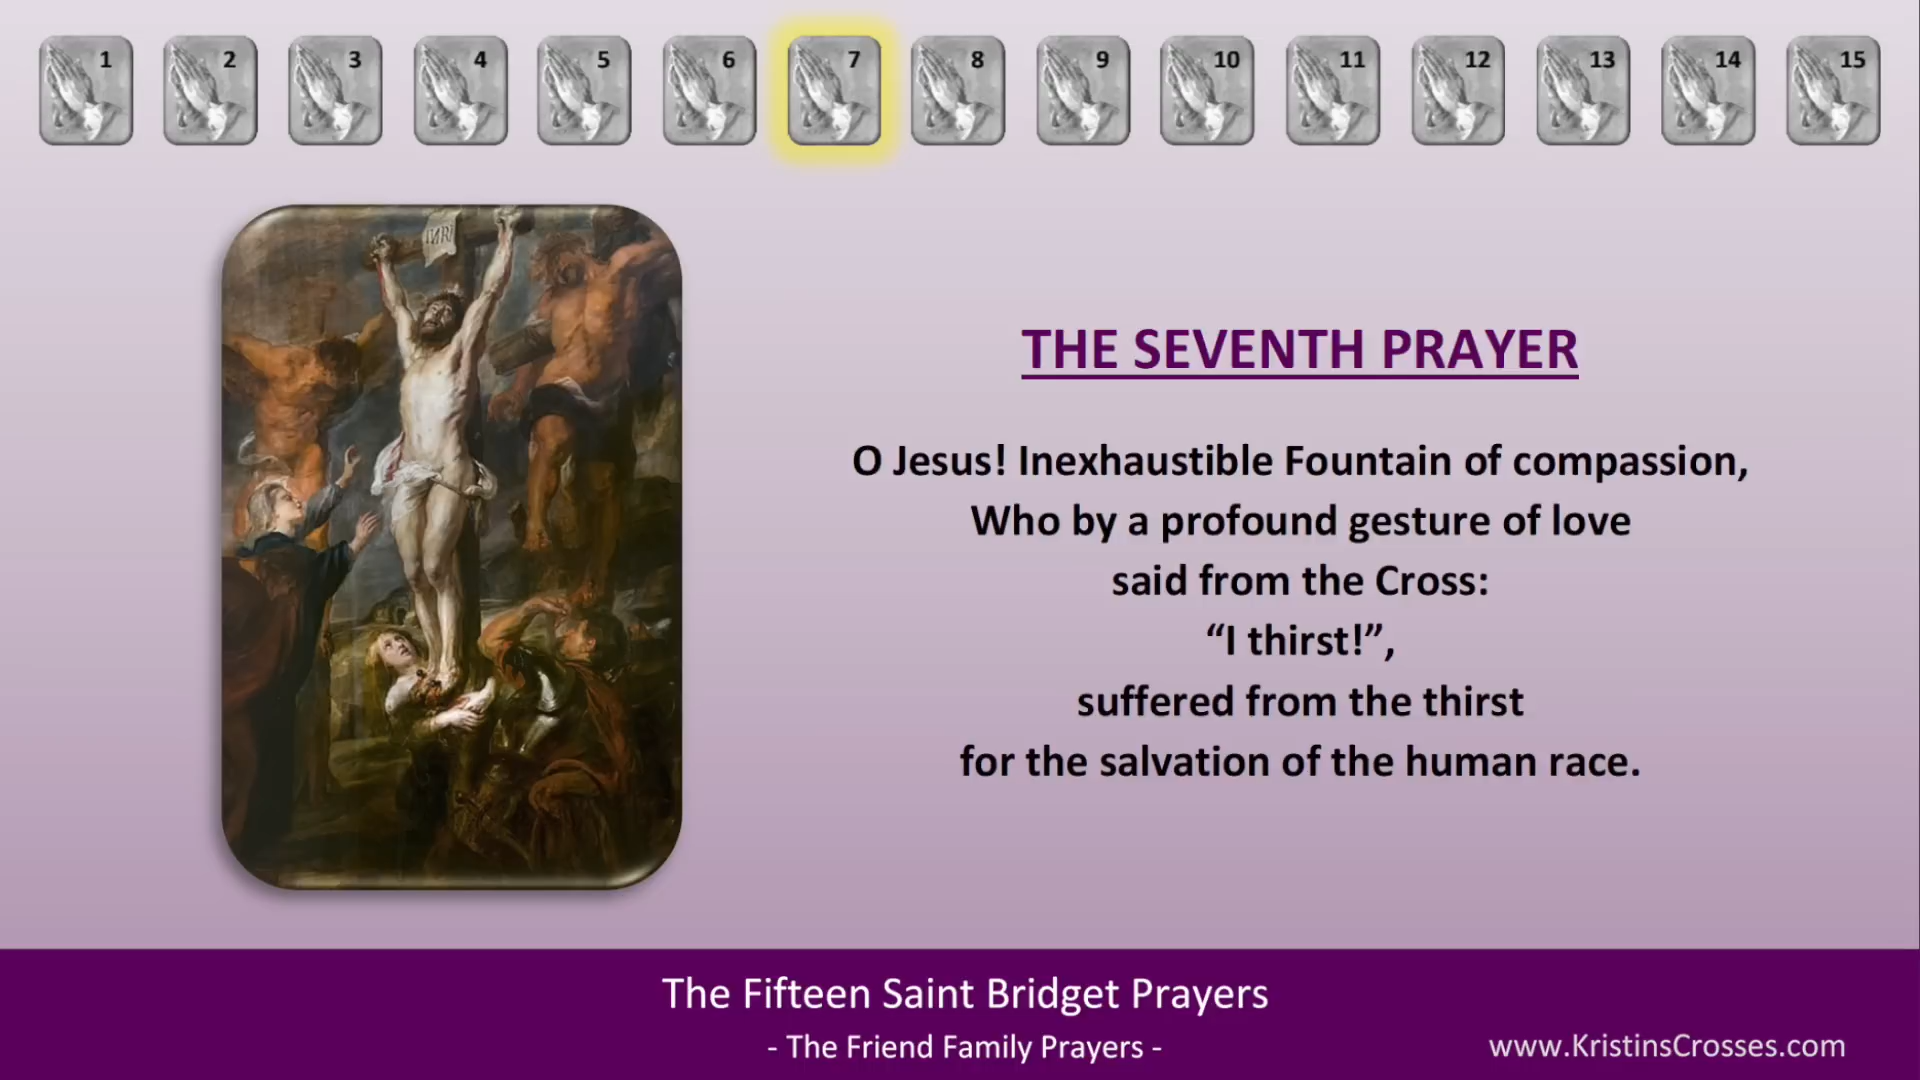 1 2 3 4 5 6 7 8 9 10 11 12 13 14 15
INRI
THE SEVENTH PRAYER
O Jesus! Inexhaustible Fountain of compassion,
Who by a profound gesture of love
said from the Cross:
“I thirst!”,
suffered from the thirst
for the salvation of the human race.
The Fifteen Saint Bridget Prayers
- The Friend Family Prayers -
www.KristinsCrosses.com